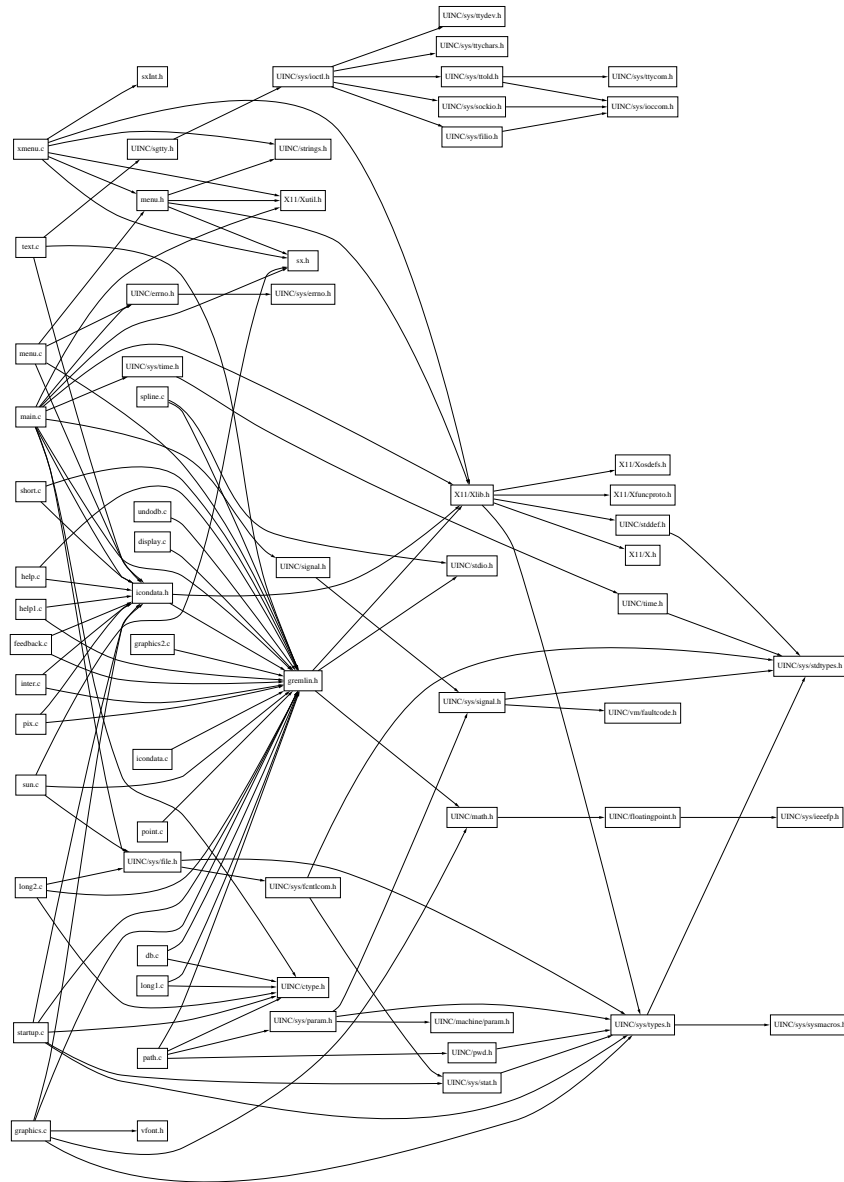 UINC/sys/ttydev.h
UINC/sys/ttychars.h
sxInt.h
UINC/sys/ioctl.h
UINC/sys/ttold.h
UINC/sys/ttycom.h
UINC/sys/sockio.h
UINC/sys/ioccom.h
UINC/sys/filio.h
xmenu.c
UINC/sgtty.h
UINC/strings.h
menu.h
X11/Xutil.h
text.c
sx.h
UINC/errno.h
UINC/sys/errno.h
menu.c
UINC/sys/time.h
spline.c
main.c
X11/Xosdefs.h
short.c
X11/Xlib.h
X11/Xfuncproto.h
undodb.c
UINC/stddef.h
display.c
X11/X.h
help.c
UINC/signal.h
UINC/stdio.h
icondata.h
help1.c
UINC/time.h
feedback.c
graphics2.c
UINC/sys/stdtypes.h
inter.c
gremlin.h
UINC/sys/signal.h
UINC/vm/faultcode.h
pix.c
icondata.c
sun.c
UINC/math.h
UINC/floatingpoint.h
UINC/sys/ieeefp.h
point.c
UINC/sys/file.h
long2.c
UINC/sys/fcntlcom.h
db.c
long1.c
UINC/ctype.h
startup.c
UINC/sys/param.h
UINC/machine/param.h
UINC/sys/types.h
UINC/sys/sysmacros.h
path.c
UINC/pwd.h
UINC/sys/stat.h
graphics.c
vfont.h